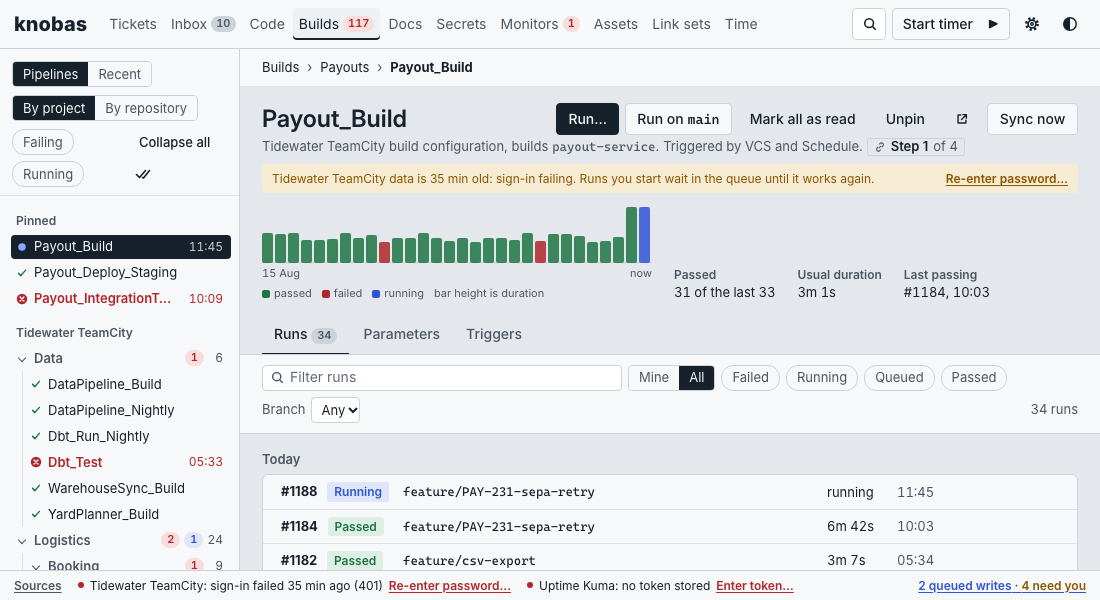 knobas Tickets Inbox 10 Code Builds 117 Docs Secrets Monitors 1 Assets Link sets Time Start timer
Pipelines Recent
By project By repository
Failing Collapse all
Running
Pinned
Payout_Build 11:45
Payout_Deploy_Staging
Payout_IntegrationT... 10:09
Tidewater TeamCity
Data 1 6
DataPipeline_Build
DataPipeline_Nightly
Dbt_Run_Nightly
Dbt_Test 05:33
WarehouseSync_Build
YardPlanner_Build
Logistics 2 1 24
Booking 1 9
Builds › Payouts › Payout_Build
Payout_Build Run... Run on main Mark all as read Unpin Sync now
Tidewater TeamCity build configuration, builds payout-service. Triggered by VCS and Schedule. Step 1 of 4
Tidewater TeamCity data is 35 min old: sign-in failing. Runs you start wait in the queue until it works again. Re-enter password...
15 Aug now
passed failed running bar height is duration
Passed Usual duration Last passing
31 of the last 33 3m 1s #1184, 10:03
Runs 34 Parameters Triggers
Filter runs Mine All Failed Running Queued Passed
Branch Any 34 runs
Today
#1188 Running feature/PAY-231-sepa-retry running 11:45
#1184 Passed feature/PAY-231-sepa-retry 6m 42s 10:03
#1182 Passed feature/csv-export 3m 7s 05:34
Sources Tidewater TeamCity: sign-in failed 35 min ago (401) Re-enter password... Uptime Kuma: no token stored Enter token... 2 queued writes · 4 need you